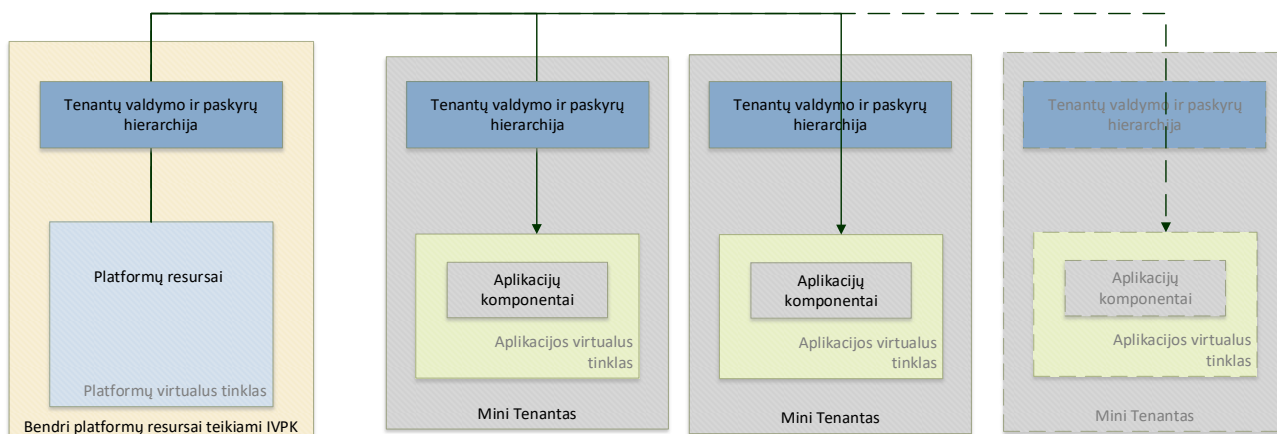 Tenantų valdymo ir paskyrų
hierarchija
Platformų resursai
Platformų virtualus tinklas
Bendri platformų resursai teikiami IVPK
Tenantų valdymo ir paskyrų
hierarchija
Aplikacijų
komponentai
Aplikacijos virtualus
tinklas
Mini Tenantas
Tenantų valdymo ir paskyrų
hierarchija
Aplikacijų
komponentai
Aplikacijos virtualus
tinklas
Mini Tenantas
Tenantų valdymo ir paskyrų
hierarchija
Aplikacijų
komponentai
Aplikacijos virtualus
tinklas
Mini Tenantas